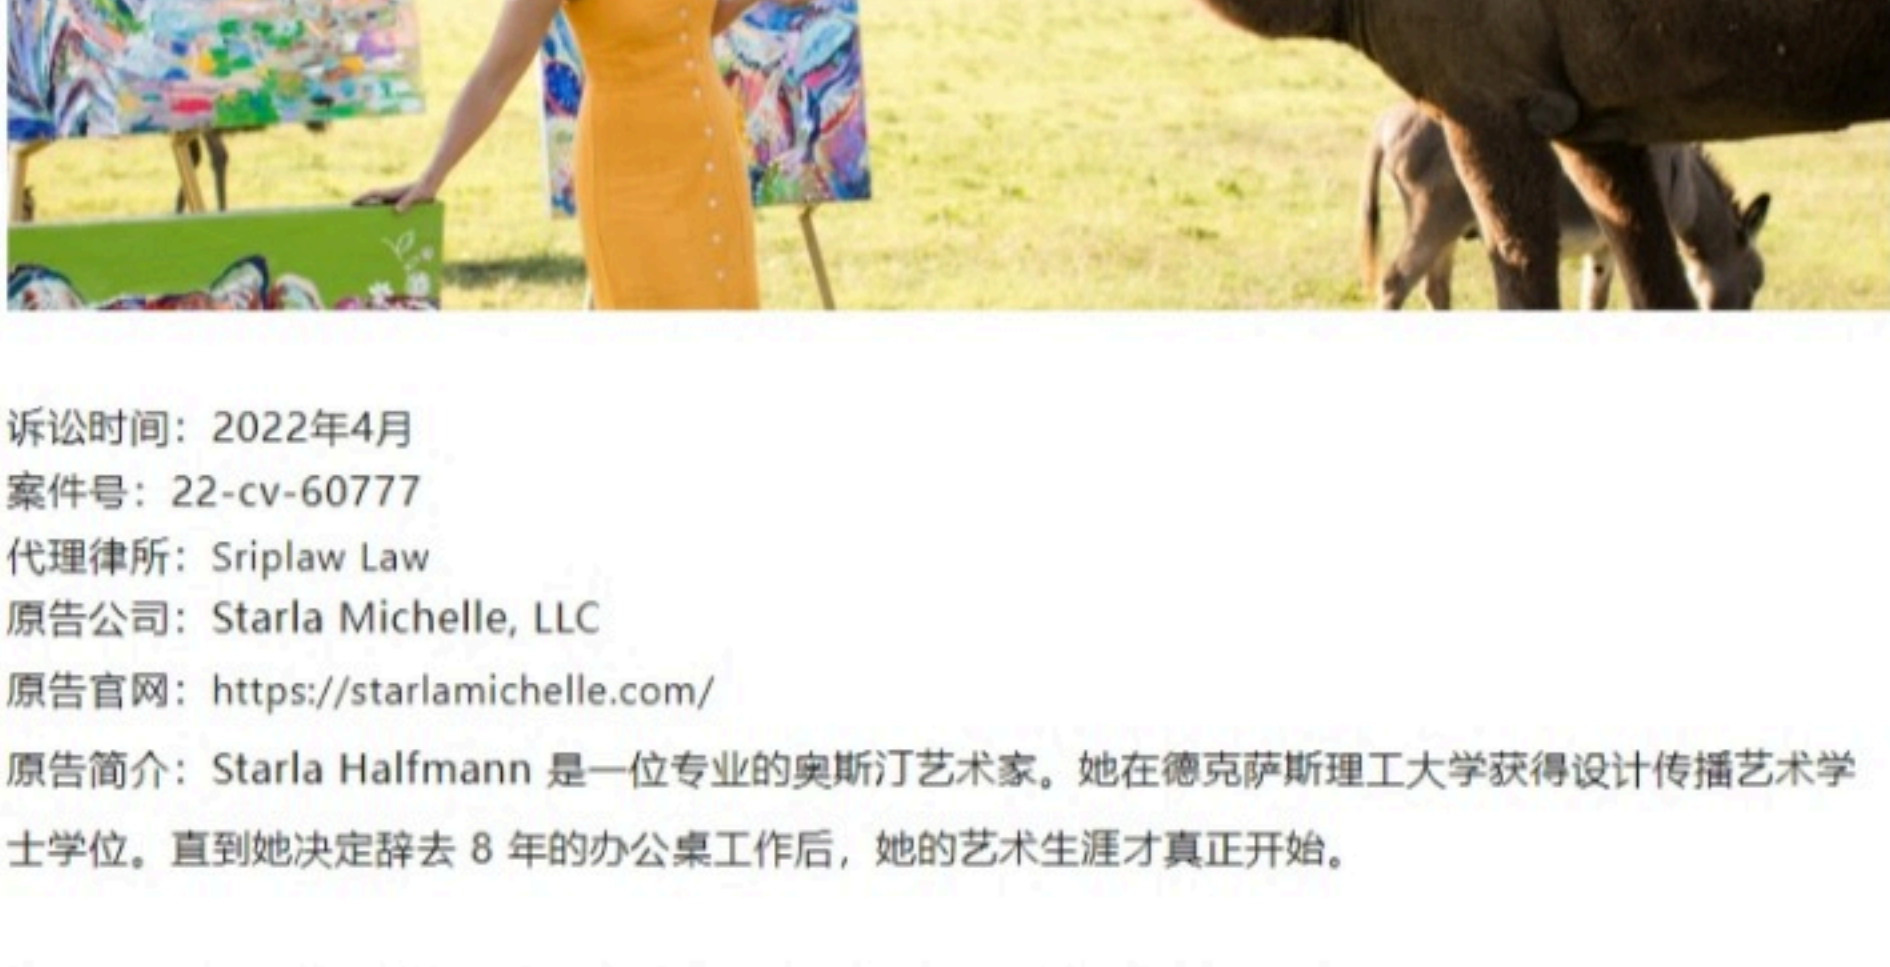 诉讼时间：2022年4月
案件号：22-cv-60777
代理律所：Sriplaw Law
原告公司：Starla Michelle, LLC
原告官网：https://starlamichelle.com/
原告简介：Starla Halfmann 是一位专业的奥斯汀艺术家。她在德克萨斯理工大学获得设计传播艺术学
士学位。直到她决定辞去 8 年的办公桌工作后，她的艺术生涯才真正开始。